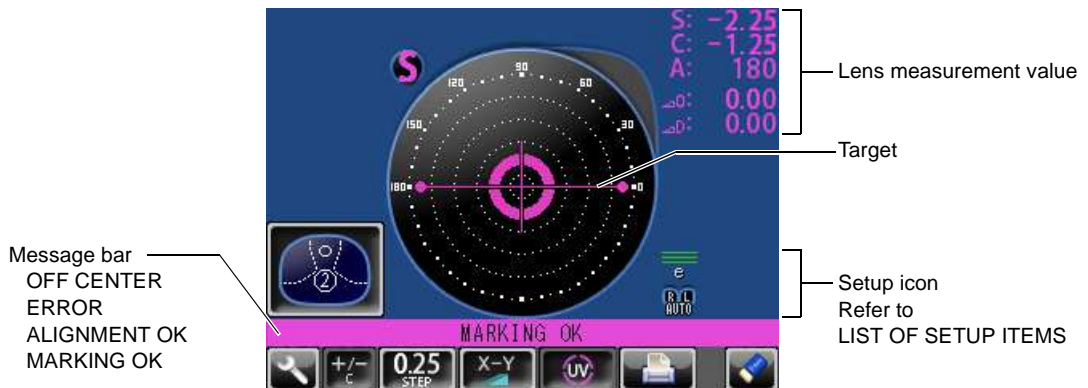 S: -2.25
C: -1.25
A: 180
⊿O: 0.00
⊿D: 0.00
S
90
120
60
150
30
180
0
2
e
R L
AUTO
MARKING OK
+/-
C
0.25
STEP
X-Y
UV
Lens measurement value
Target
Setup icon
Refer to
LIST OF SETUP ITEMS
Message bar
OFF CENTER
ERROR
ALIGNMENT OK
MARKING OK